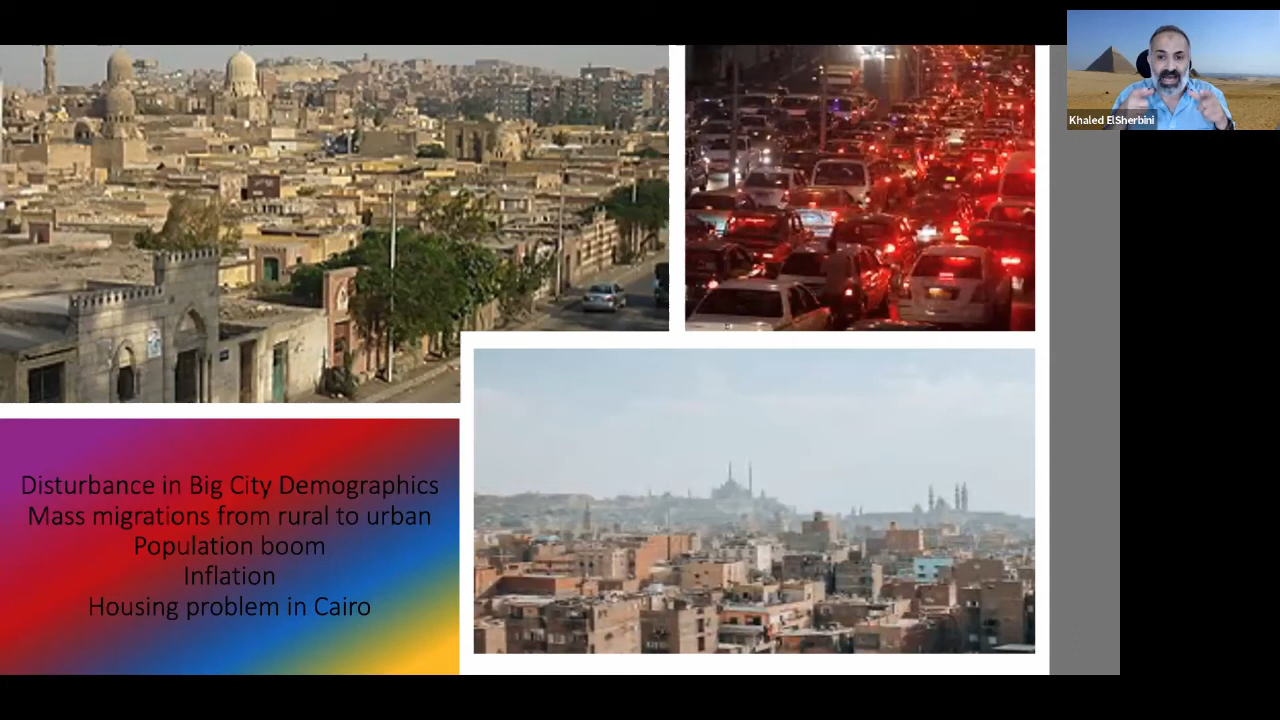 Khaled ElSherbini
Disturbance in Big City Demographics
Mass migrations from rural to urban
Population boom
Inflation
Housing problem in Cairo